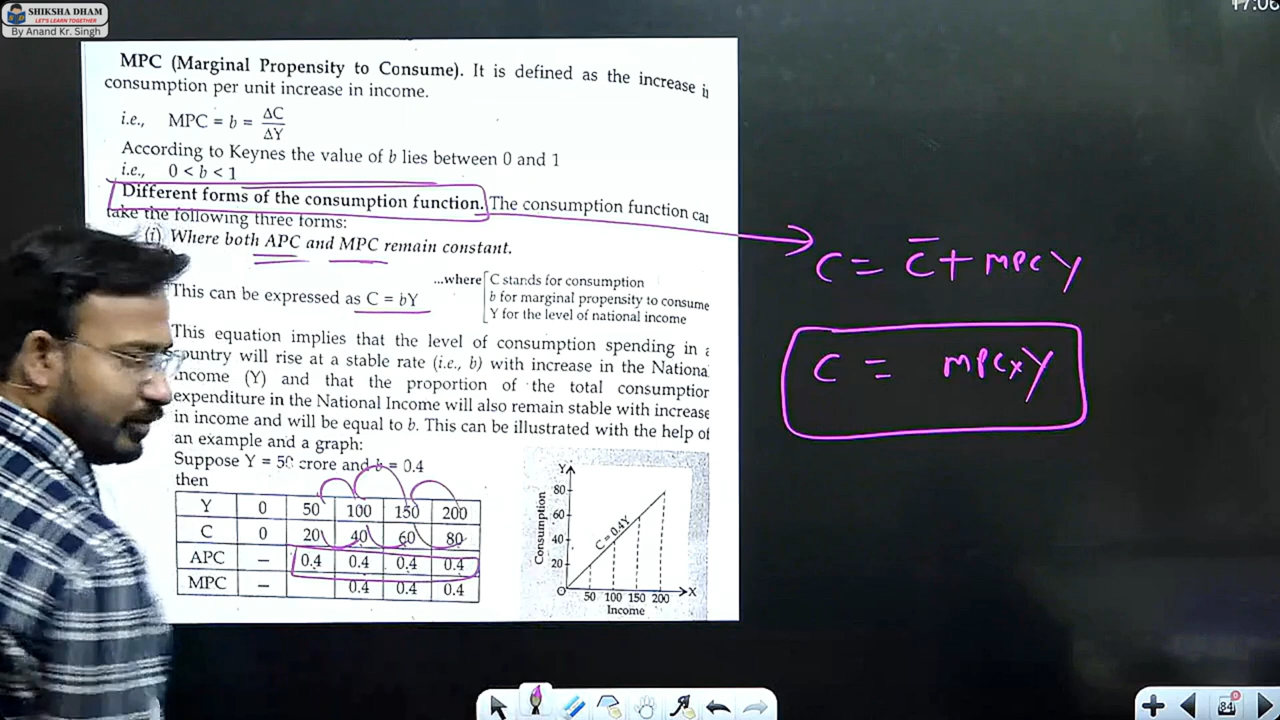 SHIKSHA DHAM
LET'S LEARN TOGETHER
By Anand Kr. Singh
17:06
MPC (Marginal Propensity to Consume). It is defined as the increase
consumption per unit increase in income.
i.e., MPC = b = ΔC/ΔY
According to Keynes the value of b lies between 0 and 1
i.e., 0 < b < 1
Different forms of the consumption function. The consumption function
take the following three forms:
(i) Where both APC and MPC remain constant.
This can be expressed as C = bY
...where [C stands for consumption
b for marginal propensity to consume
Y for the level of national income
This equation implies that the level of consumption spending in
country will rise at a stable rate (i.e., b) with increase in the Nationa
Income (Y) and that the proportion of the total consumption
expenditure in the National Income will also remain stable with increase
in income and will be equal to b. This can be illustrated with the help of
an example and a graph:
Suppose Y = 50 crore and b = 0.4
then
Y 0 50 100 150 200
C 0 20 40 60 80
APC – 0.4 0.4 0.4 0.4
MPC – 0.4 0.4 0.4
Y
80
60
40
20
O
Consumption
C = 0.4Y
50 100 150 200 X
Income
C = C̅ + MPC Y
C = MPC x Y
84